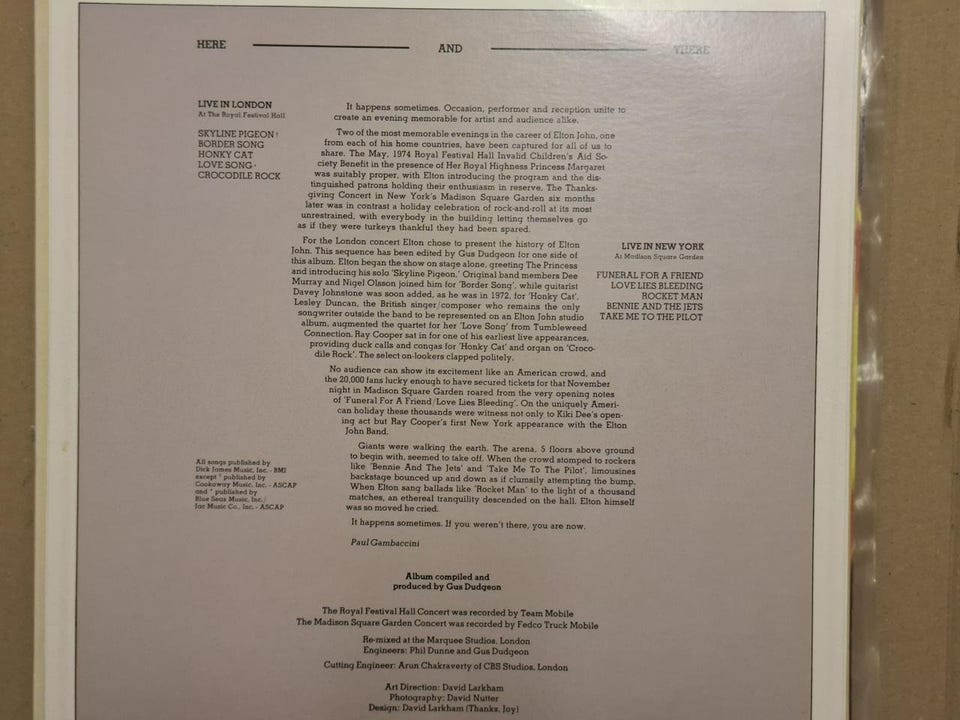 HERE AND THERE
LIVE IN LONDON
At The Royal Festival Hall
SKYLINE PIGEON†
BORDER SONG
HONKY CAT
LOVE SONG*
CROCODILE ROCK
It happens sometimes. Occasion, performer and reception unite to
create an evening memorable for artist and audience alike.
Two of the most memorable evenings in the career of Elton John, one
from each of his home countries, have been captured for all of us to
share. The May, 1974 Royal Festival Hall Invalid Children's Aid So-
ciety Benefit in the presence of Her Royal Highness Princess Margaret
was suitably proper, with Elton introducing the program and the dis-
tinguished patrons holding their enthusiasm in reserve. The Thanks-
giving Concert in New York's Madison Square Garden six months
later was in contrast a holiday celebration of rock-and-roll at its most
unrestrained, with everybody in the building letting themselves go
as if they were turkeys thankful they had been spared.
For the London concert Elton chose to present the history of Elton
John. This sequence has been edited by Gus Dudgeon for one side of
this album. Elton began the show on stage alone, greeting The Princess
and introducing his solo 'Skyline Pigeon.' Original band members Dee
Murray and Nigel Olsson joined him for 'Border Song', while guitarist
Davey Johnstone was soon added, as he was in 1972, for 'Honky Cat'.
Lesley Duncan, the British singer/composer who remains the only
songwriter outside the band to be represented on an Elton John studio
album, augmented the quartet for her 'Love Song' from Tumbleweed
Connection. Ray Cooper sat in for one of his earliest live appearances,
providing duck calls and congas for 'Honky Cat' and organ on 'Croco-
dile Rock'. The select on-lookers clapped politely.
LIVE IN NEW YORK
At Madison Square Garden
FUNERAL FOR A FRIEND
LOVE LIES BLEEDING
ROCKET MAN
BENNIE AND THE JETS
TAKE ME TO THE PILOT
No audience can show its excitement like an American crowd, and
the 20,000 fans lucky enough to have secured tickets for that November
night in Madison Square Garden roared from the very opening notes
of 'Funeral For A Friend/Love Lies Bleeding'. On the uniquely Ameri-
can holiday these thousands were witness not only to Kiki Dee's open-
ing act but Ray Cooper's first New York appearance with the Elton
John Band.
Giants were walking the earth. The arena, 5 floors above ground
to begin with, seemed to take off. When the crowd stomped to rockers
like 'Bennie And The Jets' and 'Take Me To The Pilot', limousines
backstage bounced up and down as if clumsily attempting the bump.
When Elton sang ballads like 'Rocket Man' to the light of a thousand
matches, an ethereal tranquility descended on the hall. Elton himself
was so moved he cried.
It happens sometimes. If you weren't there, you are now.
Paul Gambaccini
All songs published by
Dick James Music, Inc. - BMI
except * published by
Cookaway Music, Inc. - ASCAP
and † published by
Blue Seas Music, Inc./
Jac Music Co., Inc. - ASCAP
Album compiled and
produced by Gus Dudgeon
The Royal Festival Hall Concert was recorded by Team Mobile
The Madison Square Garden Concert was recorded by Fedco Truck Mobile
Re-mixed at the Marquee Studios, London
Engineers: Phil Dunne and Gus Dudgeon
Cutting Engineer: Arun Chakraverty of CBS Studios, London
Art Direction: David Larkham
Photography: David Nutter
Design: David Larkham (Thanks, Joy)